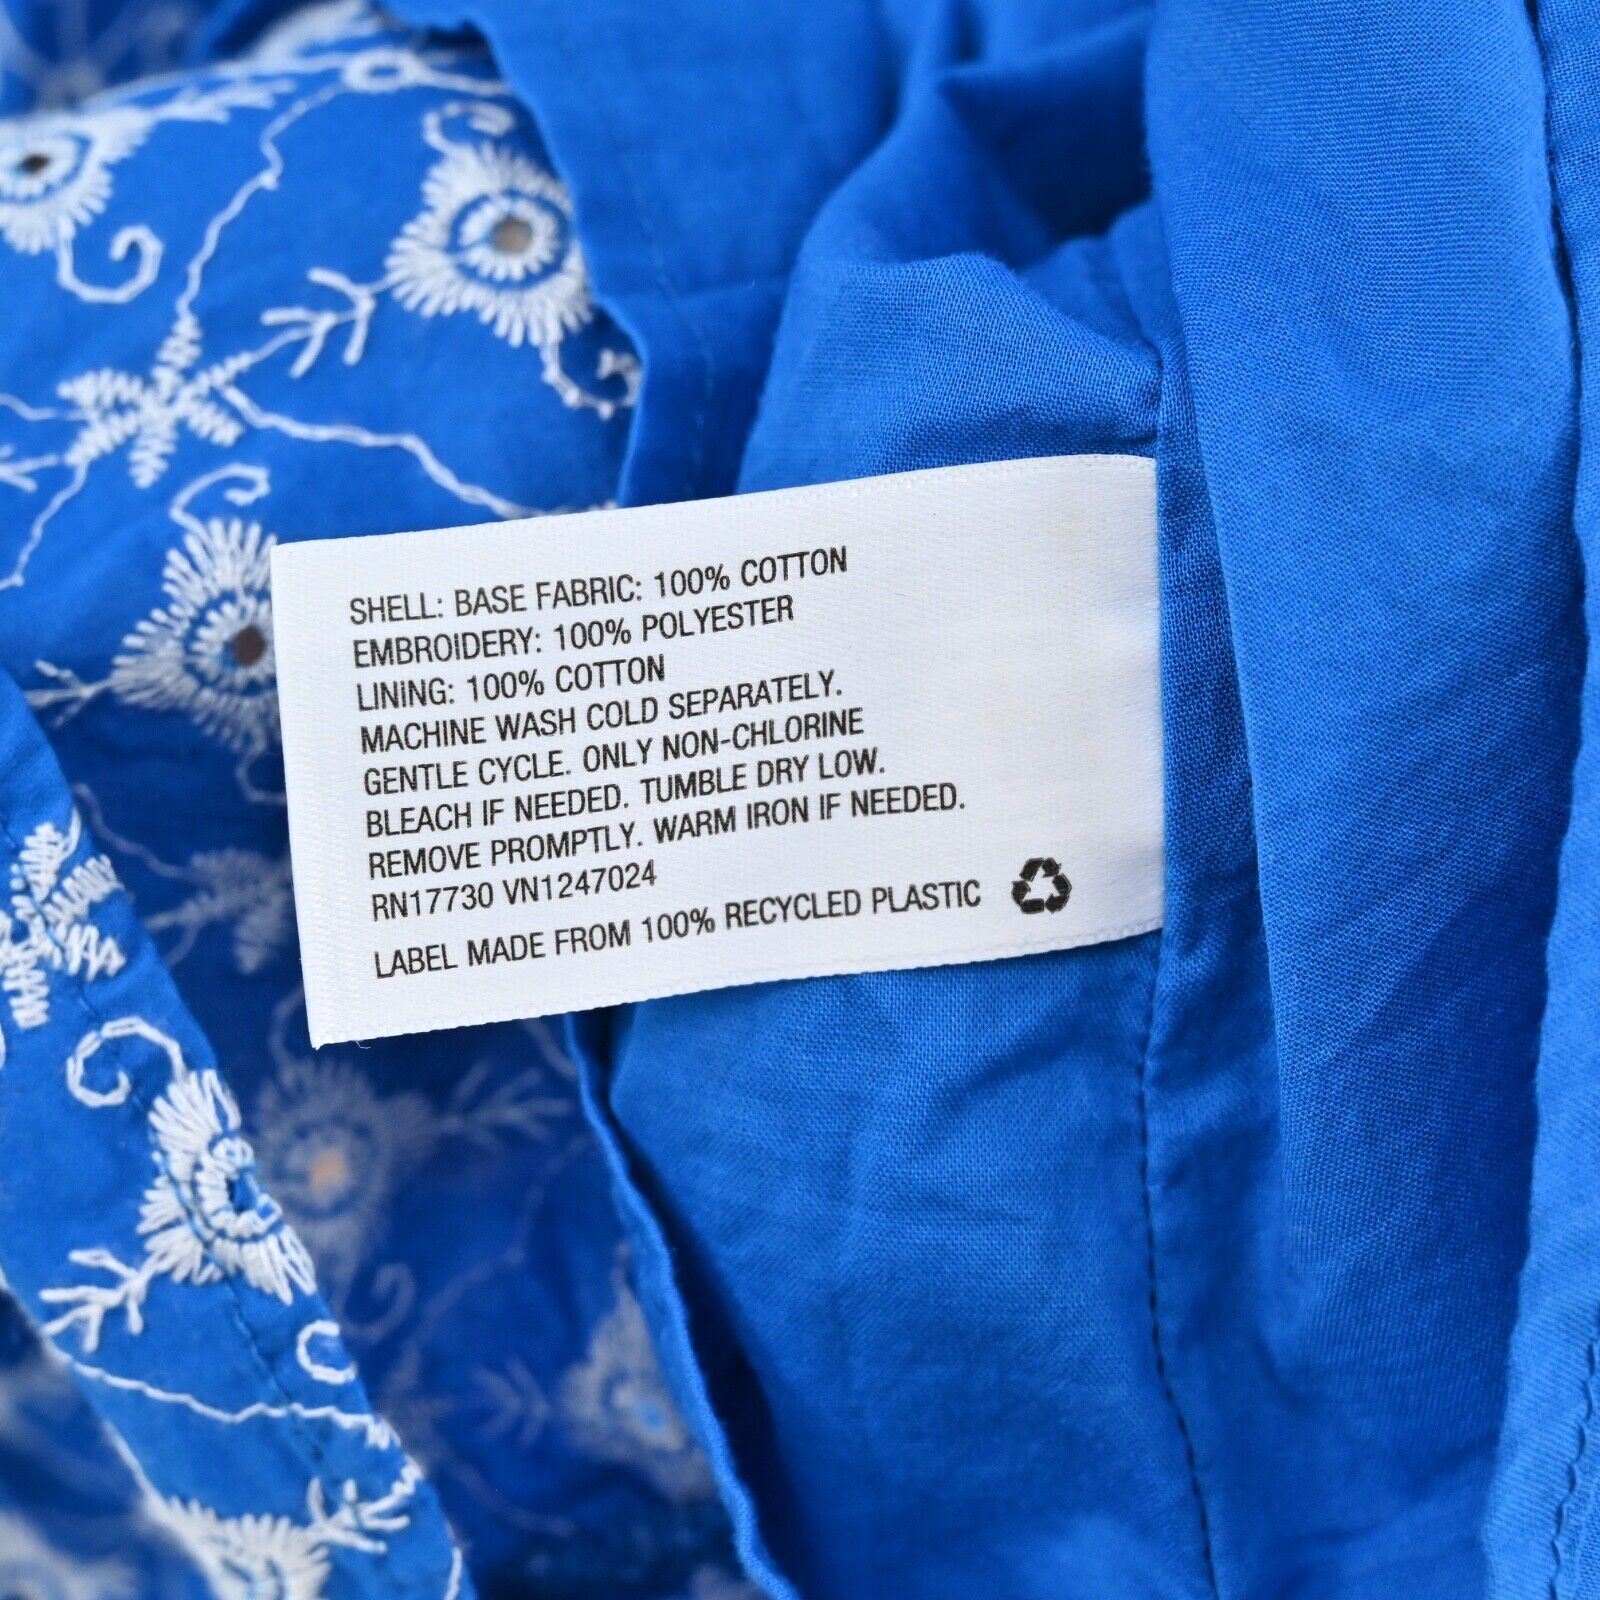 SHELL: BASE FABRIC: 100% COTTON
EMBROIDERY: 100% POLYESTER
LINING: 100% COTTON
MACHINE WASH COLD SEPARATELY.
GENTLE CYCLE. ONLY NON-CHLORINE
BLEACH IF NEEDED. TUMBLE DRY LOW.
REMOVE PROMPTLY. WARM IRON IF NEEDED.
RN17730 VN1247024
LABEL MADE FROM 100% RECYCLED PLASTIC